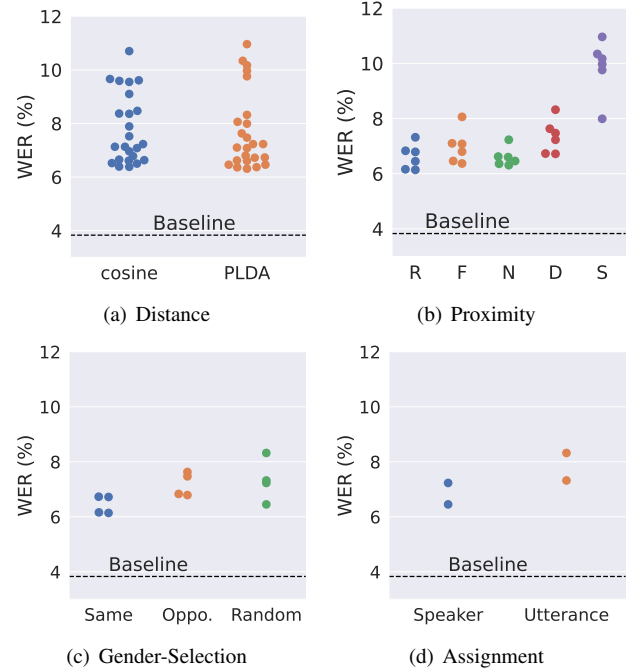 12
10
8
6
4
WER (%)
Baseline
cosine PLDA
(a) Distance
12
10
8
6
4
WER (%)
Baseline
R F N D S
(b) Proximity
12
10
8
6
4
WER (%)
Baseline
Same Oppo. Random
(c) Gender-Selection
12
10
8
6
4
WER (%)
Baseline
Speaker Utterance
(d) Assignment